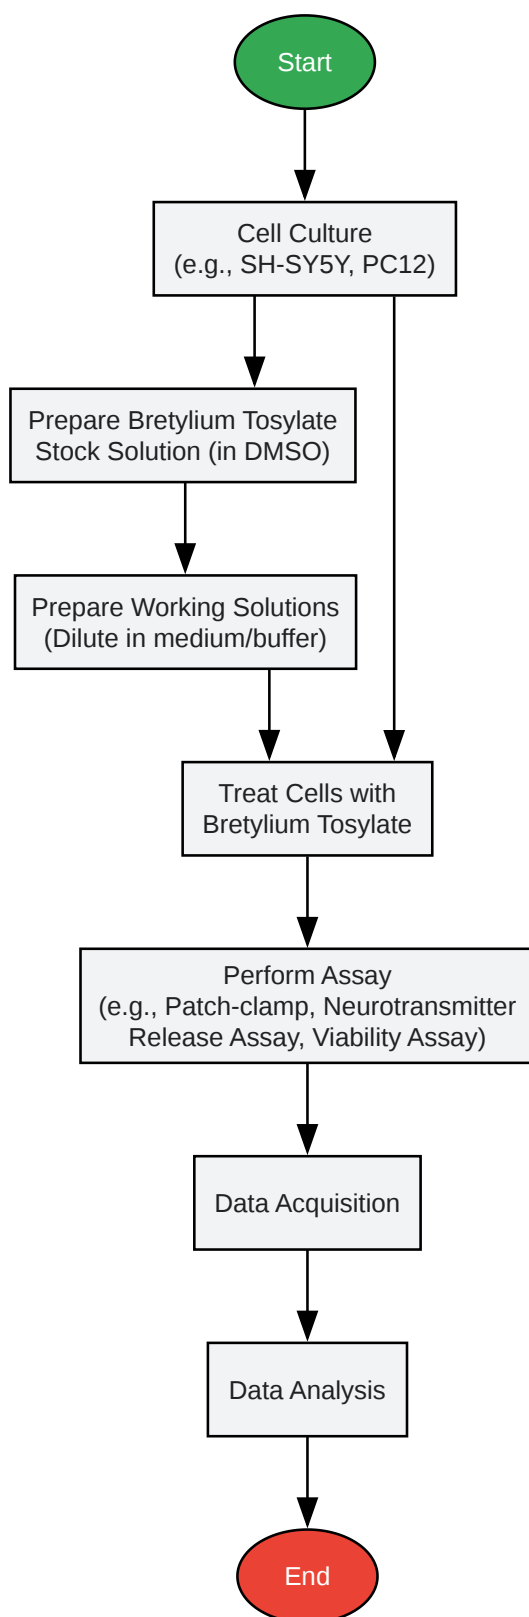 Start
Cell Culture
(e.g., SH-SY5Y, PC12)
Prepare Bretylium Tosylate
Stock Solution (in DMSO)
Prepare Working Solutions
(Dilute in medium/buffer)
Treat Cells with
Bretylium Tosylate
Perform Assay
(e.g., Patch-clamp, Neurotransmitter
Release Assay, Viability Assay)
Data Acquisition
Data Analysis
End